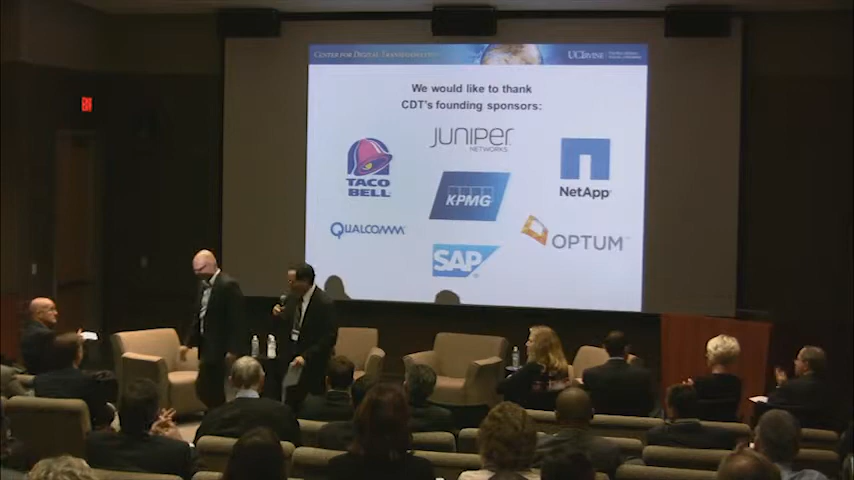 CENTER FOR DIGITAL TRANSFORMATION
UCIRVINE
We would like to thank
CDT's founding sponsors:
JUNIPER
NETWORKS
TACO
BELL
NetApp
KPMG
QUALCOMM
OPTUM
SAP